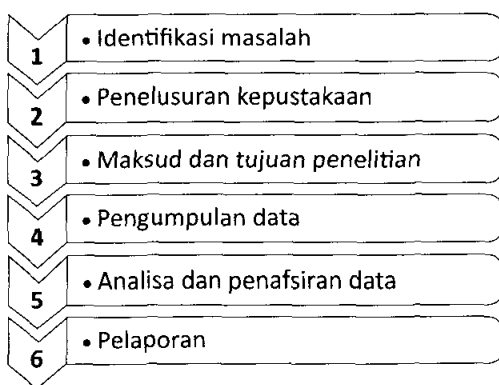 1 • Identifikasi masalah
2 • Penelusuran kepustakaan
3 • Maksud dan tujuan penelitian
4 • Pengumpulan data
5 • Analisa dan penafsiran data
6 • Pelaporan